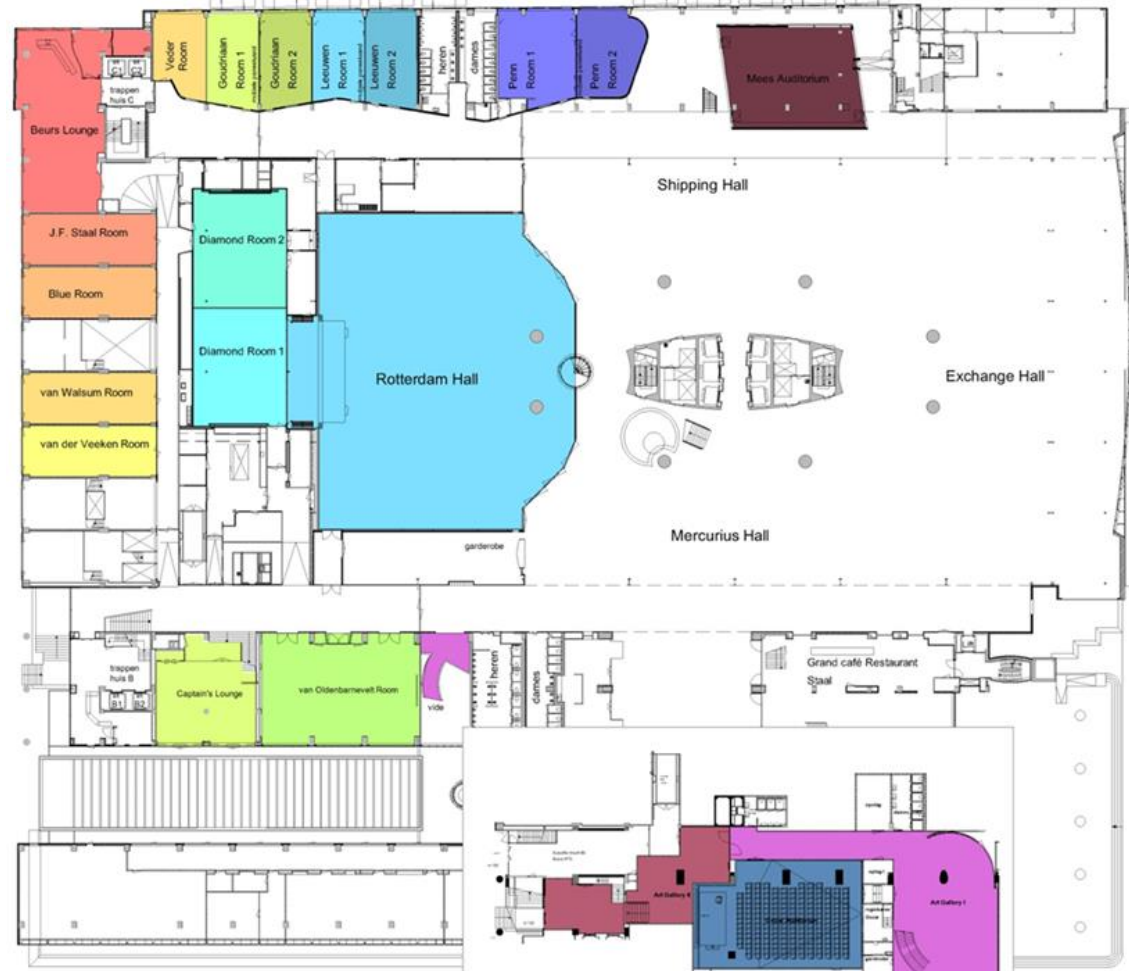 Veder
Room
Goudriaan
Room 1
Goudriaan
Room 2
Leeuwen
Room 1
Leeuwen
Room 2
heren
dames
Penn
Room 1
Penn
Room 2
Mees Auditorium
trappen
huis C
Beurs Lounge
Shipping Hall
J.F. Staal Room
Diamond Room 2
Blue Room
Diamond Room 1
Rotterdam Hall
Exchange Hall
van Walsum Room
van der Veeken Room
Mercurius Hall
garderobe
trappen
huis B
B1
B2
Captain's Lounge
van Oldenbarnevelt Room
vide
heren
dames
Grand café Restaurant
Staal
Art Gallery II
Art Gallery I